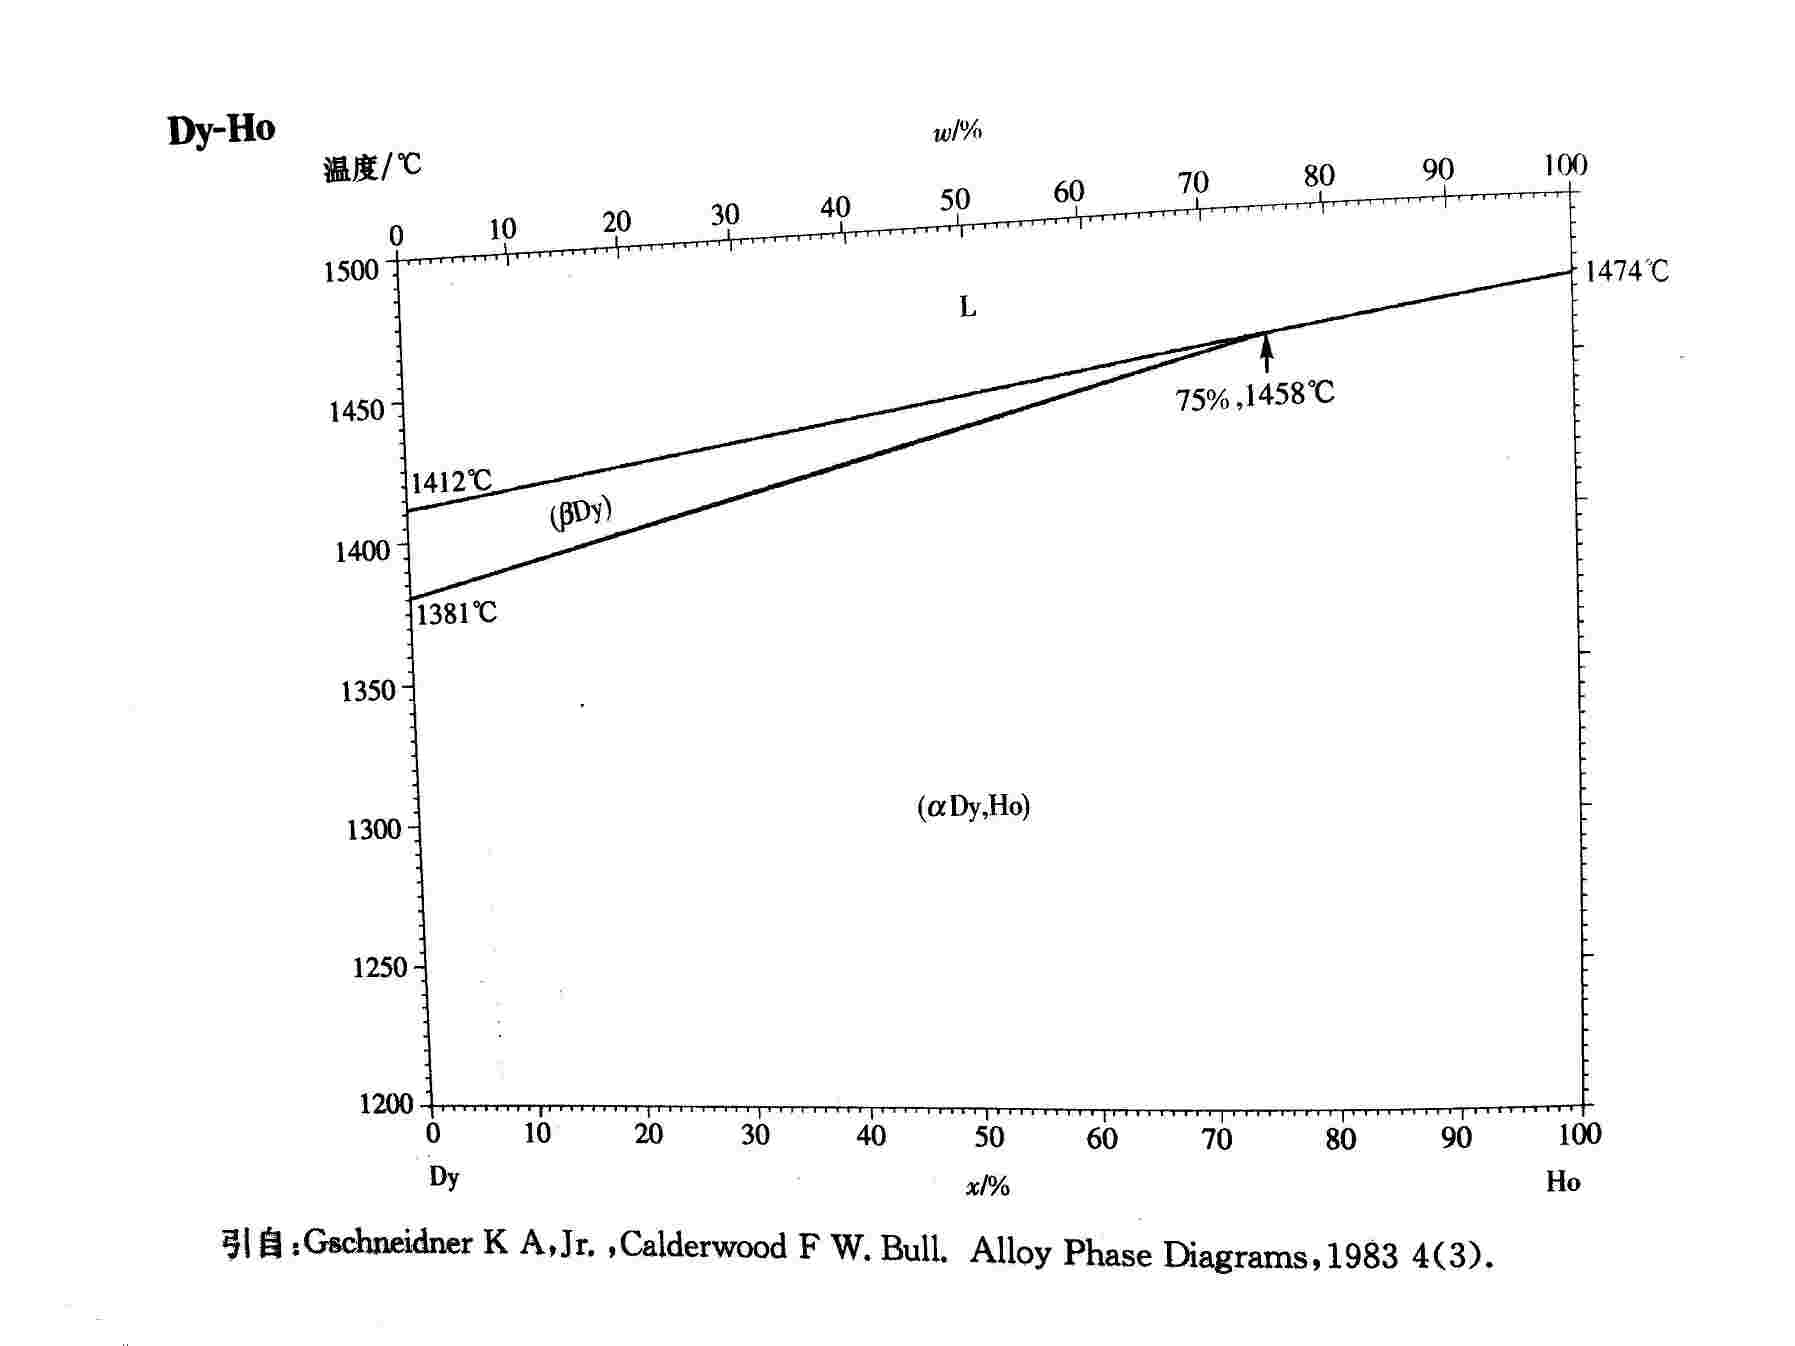 Dy-Ho
w/%
温度/℃
0 10 20 30 40 50 60 70 80 90 100
1500
1474℃
L
1450
75%,1458℃
1412℃
(βDy)
1400
1381℃
1350
(αDy,Ho)
1300
1250
1200
0 10 20 30 40 50 60 70 80 90 100
Dy x/% Ho
引自:Gschneidner K A,Jr. ,Calderwood F W. Bull. Alloy Phase Diagrams,1983 4(3).